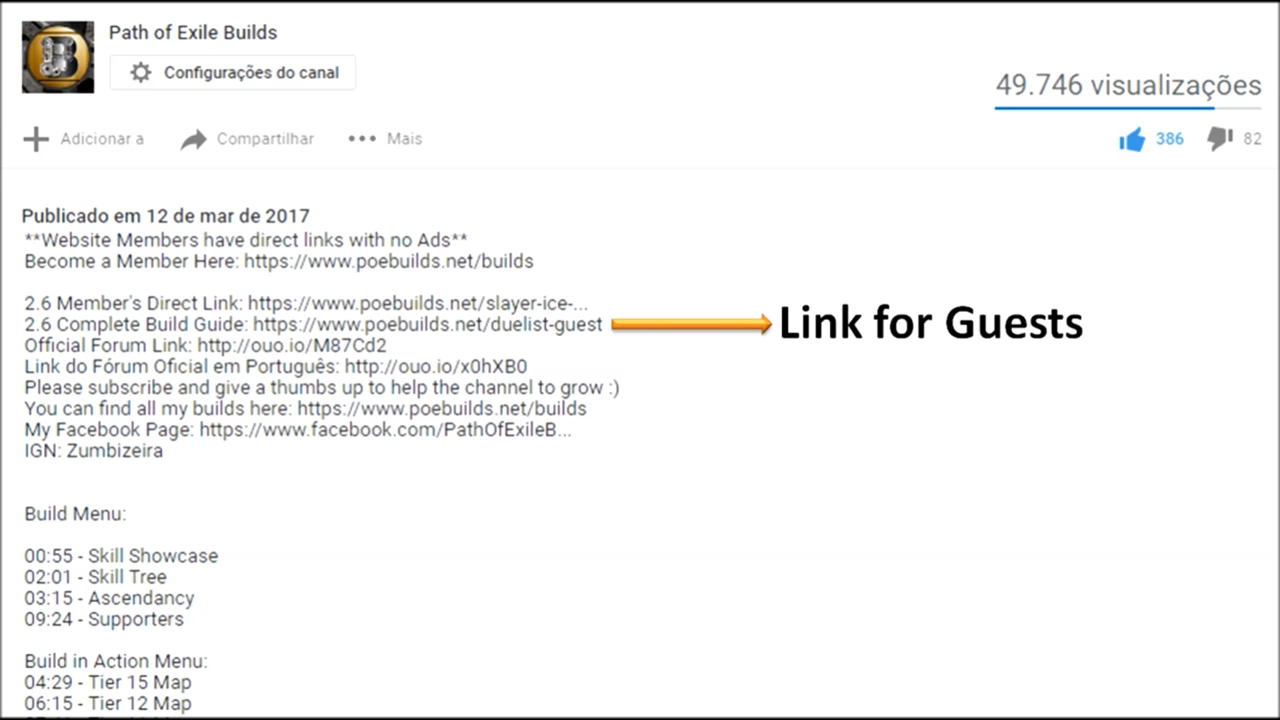 Path of Exile Builds
Configurações do canal
49.746 visualizações
Adicionar a Compartilhar Mais
386 82
Publicado em 12 de mar de 2017
**Website Members have direct links with no Ads**
Become a Member Here: https://www.poebuilds.net/builds
2.6 Member's Direct Link: https://www.poebuilds.net/slayer-ice-...
2.6 Complete Build Guide: https://www.poebuilds.net/duelist-guest
Link for Guests
Official Forum Link: http://ouo.io/M87Cd2
Link do Fórum Oficial em Português: http://ouo.io/x0hXB0
Please subscribe and give a thumbs up to help the channel to grow :)
You can find all my builds here: https://www.poebuilds.net/builds
My Facebook Page: https://www.facebook.com/PathOfExileB...
IGN: Zumbizeira
Build Menu:
00:55 - Skill Showcase
02:01 - Skill Tree
03:15 - Ascendancy
09:24 - Supporters
Build in Action Menu:
04:29 - Tier 15 Map
06:15 - Tier 12 Map